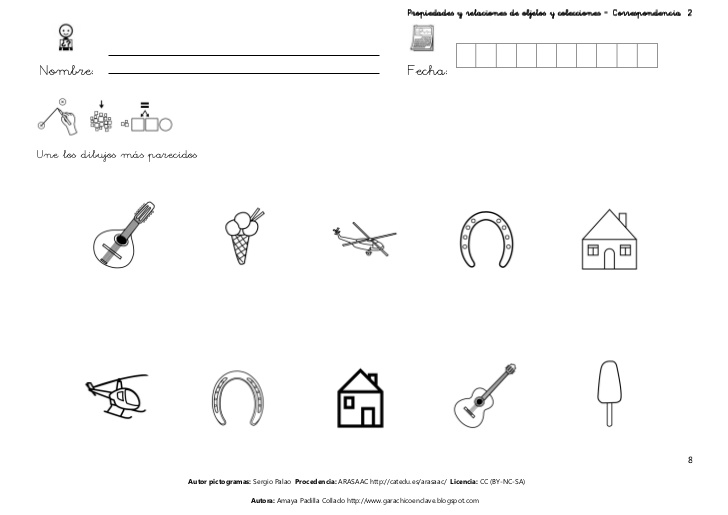 Propiedades y relaciones de objetos y colecciones - Correspondencia 2
Nombre:
Fecha:
Une los dibujos más parecidos
8
Autor pictogramas: Sergio Palao Procedencia: ARASAAC http://catedu.es/arasaac/ Licencia: CC (BY-NC-SA)
Autora: Amaya Padilla Collado http://www.garachicoenclave.blogspot.com